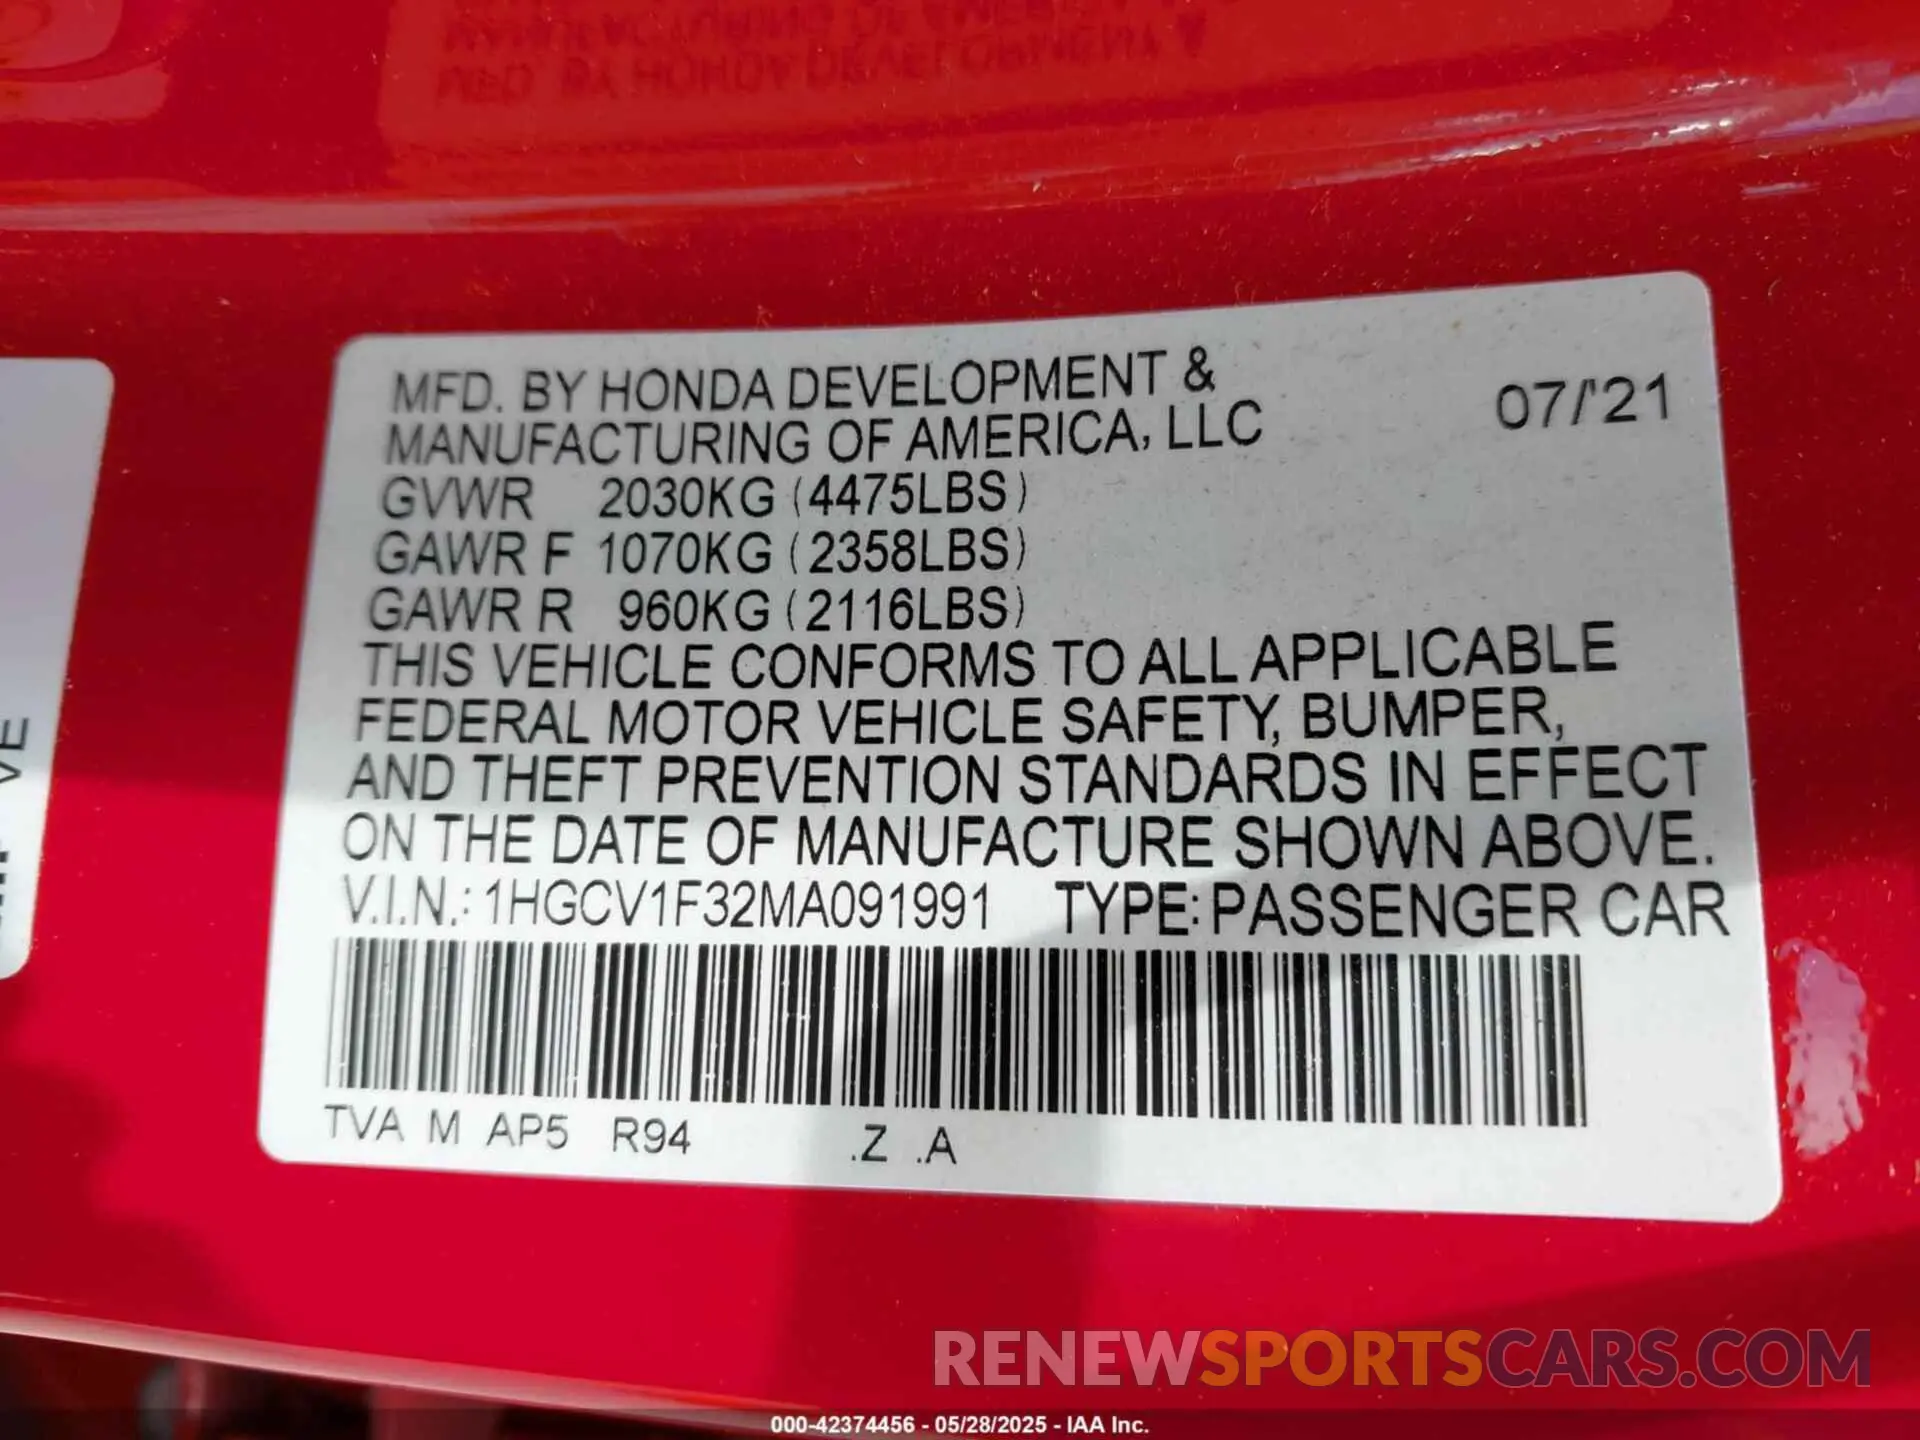 MFD. BY HONDA DEVELOPMENT &
MANUFACTURING OF AMERICA, LLC 07/'21
GVWR 2030KG (4475LBS)
GAWR F 1070KG (2358LBS)
GAWR R 960KG (2116LBS)
THIS VEHICLE CONFORMS TO ALL APPLICABLE
FEDERAL MOTOR VEHICLE SAFETY, BUMPER,
AND THEFT PREVENTION STANDARDS IN EFFECT
ON THE DATE OF MANUFACTURE SHOWN ABOVE.
V.I.N.: 1HGCV1F32MA091991 TYPE: PASSENGER CAR
TVA M AP5 R94 .Z .A
VE
RENEWSPORTSCARS.COM
000-42374456 - 05/28/2025 - IAA Inc.